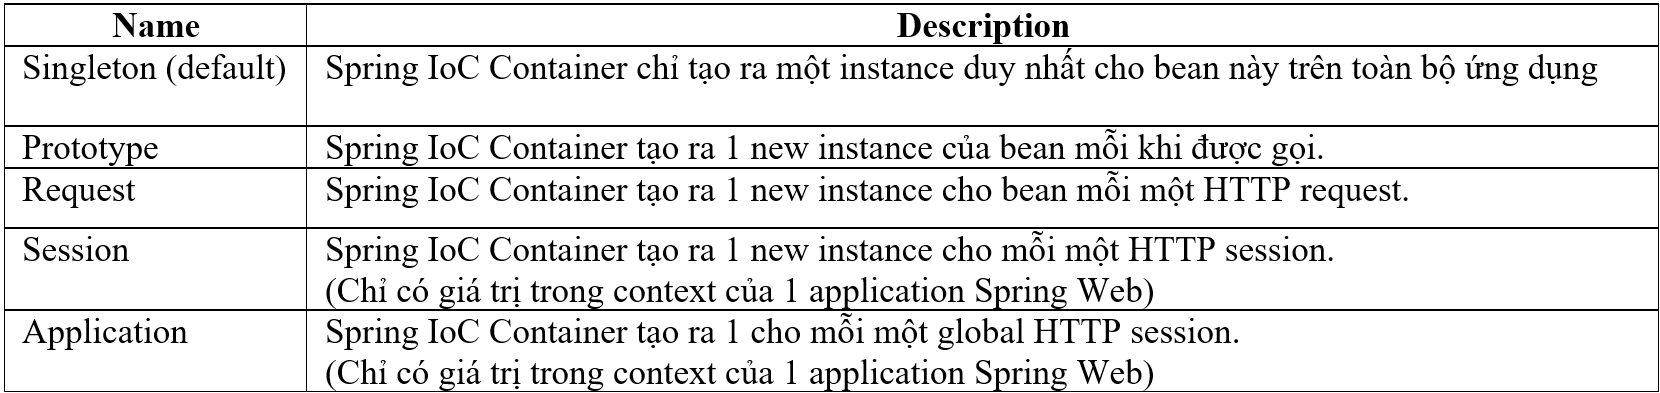 Name Description
Singleton (default) Spring IoC Container chỉ tạo ra một instance duy nhất cho bean này trên toàn bộ ứng dụng
Prototype Spring IoC Container tạo ra 1 new instance của bean mỗi khi được gọi.
Request Spring IoC Container tạo ra 1 new instance cho bean mỗi một HTTP request.
Session Spring IoC Container tạo ra 1 new instance cho mỗi một HTTP session.
(Chỉ có giá trị trong context của 1 application Spring Web)
Application Spring IoC Container tạo ra 1 cho mỗi một global HTTP session.
(Chỉ có giá trị trong context của 1 application Spring Web)